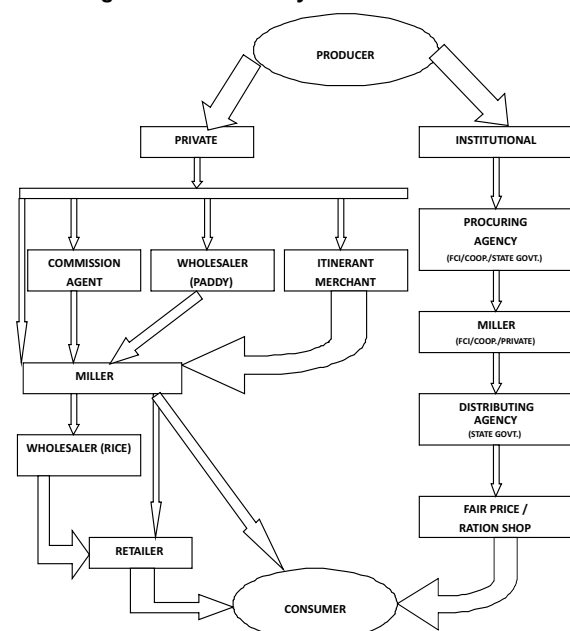 PRODUCER
PRIVATE
INSTITUTIONAL
COMMISSION
AGENT
WHOLESALER
(PADDY)
ITINERANT
MERCHANT
PROCURING
AGENCY
(FCI/COOP./STATE GOVT.)
MILLER
MILLER
(FCI/COOP./PRIVATE)
WHOLESALER (RICE)
DISTRIBUTING
AGENCY
(STATE GOVT.)
RETAILER
FAIR PRICE /
RATION SHOP
CONSUMER